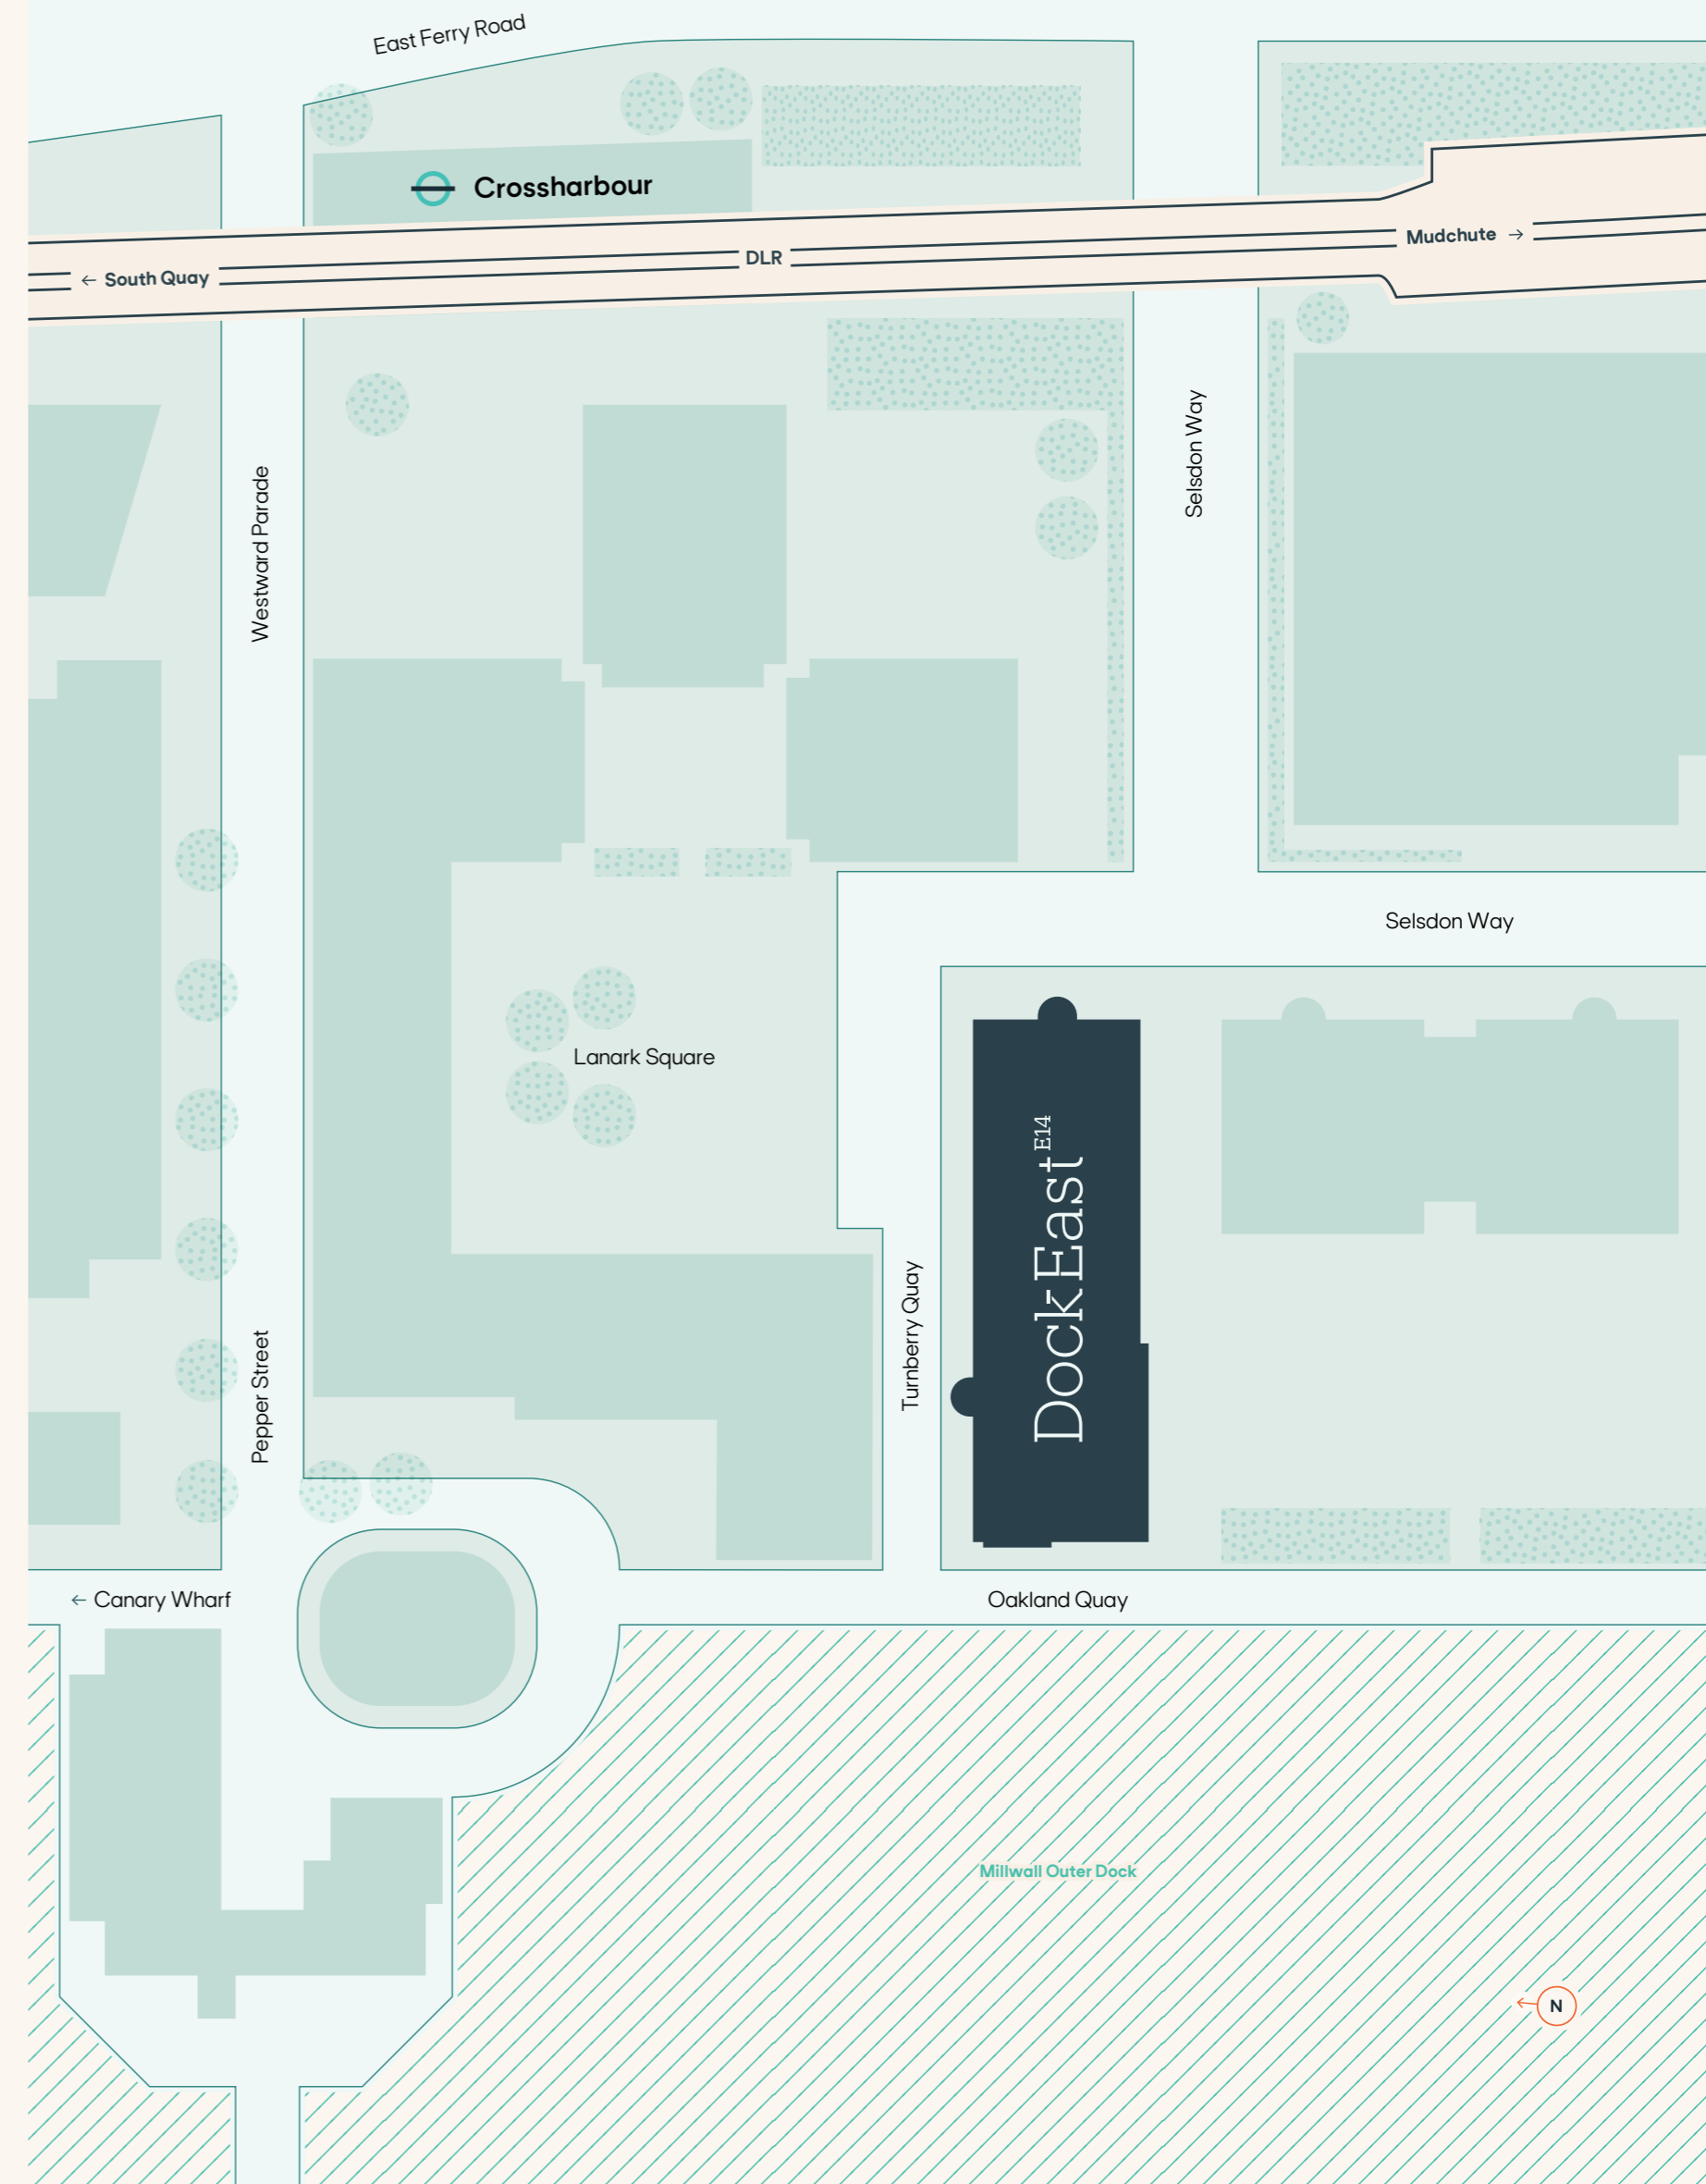 East Ferry Road
Crossharbour
Mudchute →
DLR
← South Quay
Selsdon Way
Westward Parade
Selsdon Way
Lanark Square
DockEast E14
Turnberry Quay
Pepper Street
← Canary Wharf
Oakland Quay
Millwall Outer Dock
N